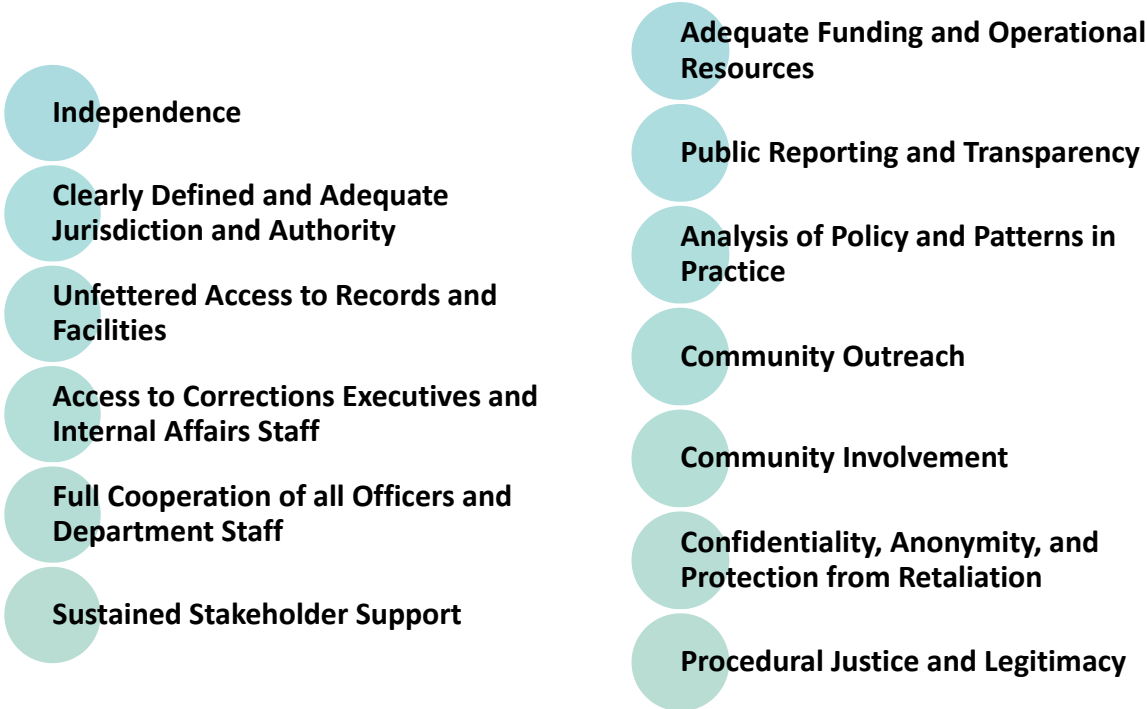 Independence
Clearly Defined and Adequate
Jurisdiction and Authority
Unfettered Access to Records and
Facilities
Access to Corrections Executives and
Internal Affairs Staff
Full Cooperation of all Officers and
Department Staff
Sustained Stakeholder Support
Adequate Funding and Operational
Resources
Public Reporting and Transparency
Analysis of Policy and Patterns in
Practice
Community Outreach
Community Involvement
Confidentiality, Anonymity, and
Protection from Retaliation
Procedural Justice and Legitimacy